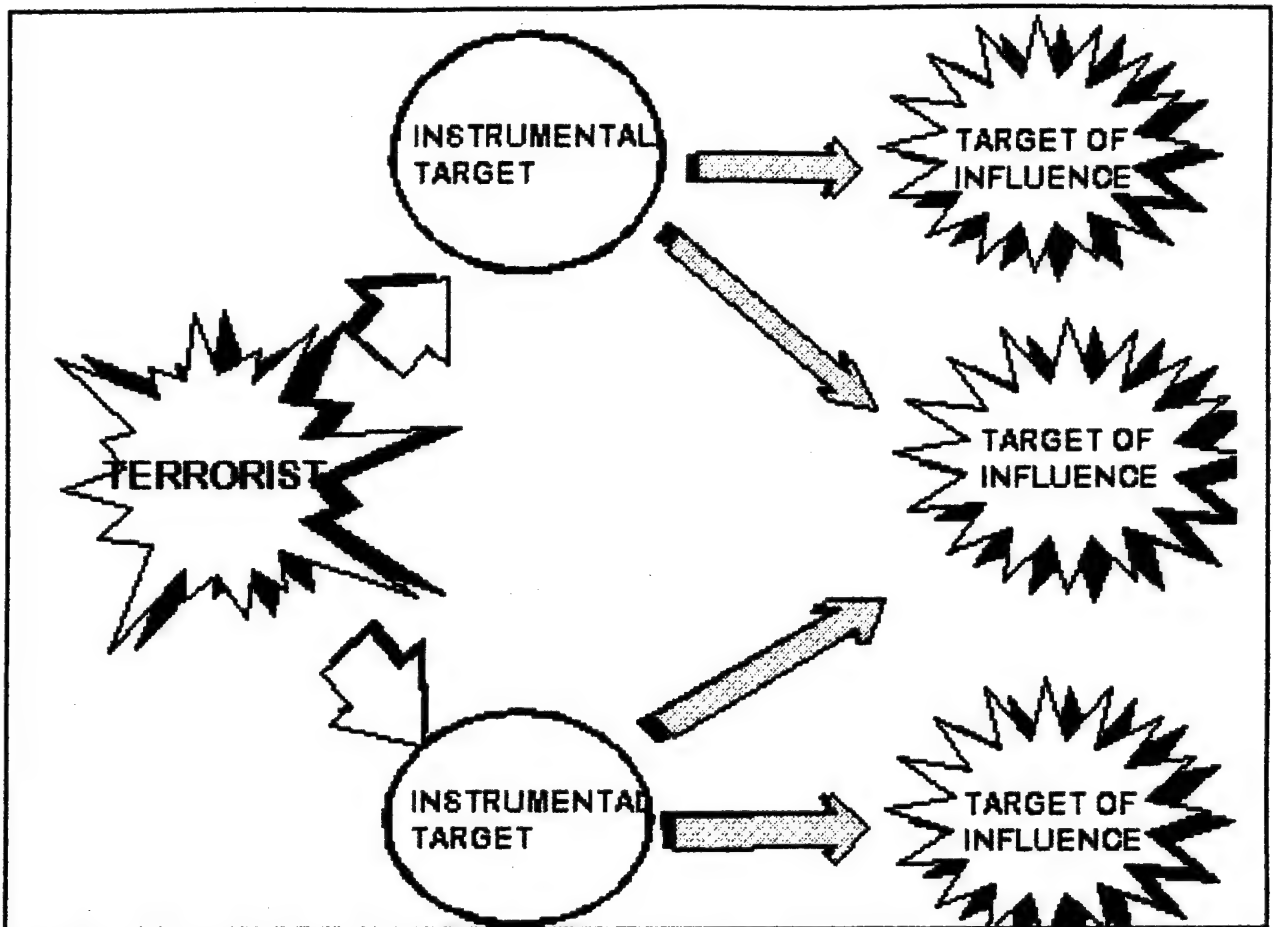 INSTRUMENTAL
TARGET
TARGET OF
INFLUENCE
TERRORIST
TARGET OF
INFLUENCE
INSTRUMENTAL
TARGET
TARGET OF
INFLUENCE